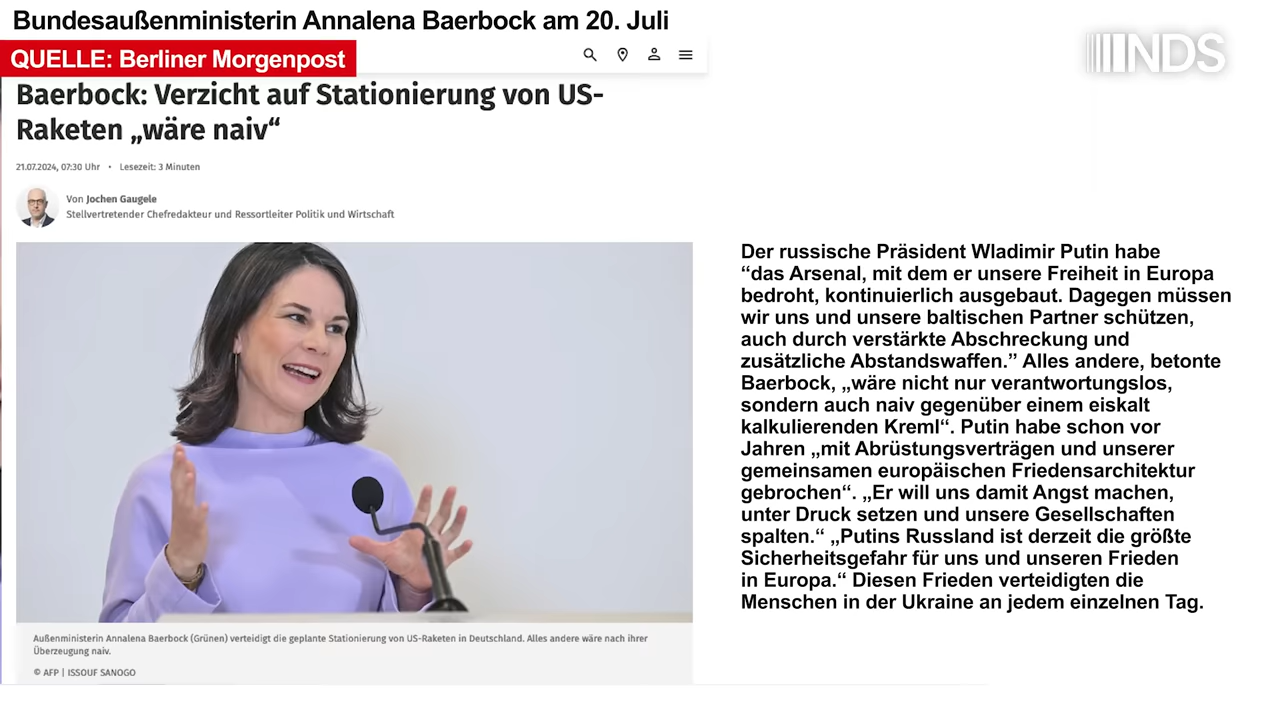 Bundesaußenministerin Annalena Baerbock am 20. Juli
QUELLE: Berliner Morgenpost
NDS
Baerbock: Verzicht auf Stationierung von US-
Raketen „wäre naiv“
21.07.2024, 07:30 Uhr • Lesezeit: 3 Minuten
Von Jochen Gaugele
Stellvertretender Chefredakteur und Ressortleiter Politik und Wirtschaft
Außenministerin Annalena Baerbock (Grünen) verteidigt die geplante Stationierung von US-Raketen in Deutschland. Alles andere wäre nach ihrer
Überzeugung naiv.
© AFP | ISSOUF SANOGO
Der russische Präsident Wladimir Putin habe
“das Arsenal, mit dem er unsere Freiheit in Europa
bedroht, kontinuierlich ausgebaut. Dagegen müssen
wir uns und unsere baltischen Partner schützen,
auch durch verstärkte Abschreckung und
zusätzliche Abstandswaffen.” Alles andere, betonte
Baerbock, „wäre nicht nur verantwortungslos,
sondern auch naiv gegenüber einem eiskalt
kalkulierenden Kreml“. Putin habe schon vor
Jahren „mit Abrüstungsverträgen und unserer
gemeinsamen europäischen Friedensarchitektur
gebrochen“. „Er will uns damit Angst machen,
unter Druck setzen und unsere Gesellschaften
spalten.“ „Putins Russland ist derzeit die größte
Sicherheitsgefahr für uns und unseren Frieden
in Europa.“ Diesen Frieden verteidigten die
Menschen in der Ukraine an jedem einzelnen Tag.